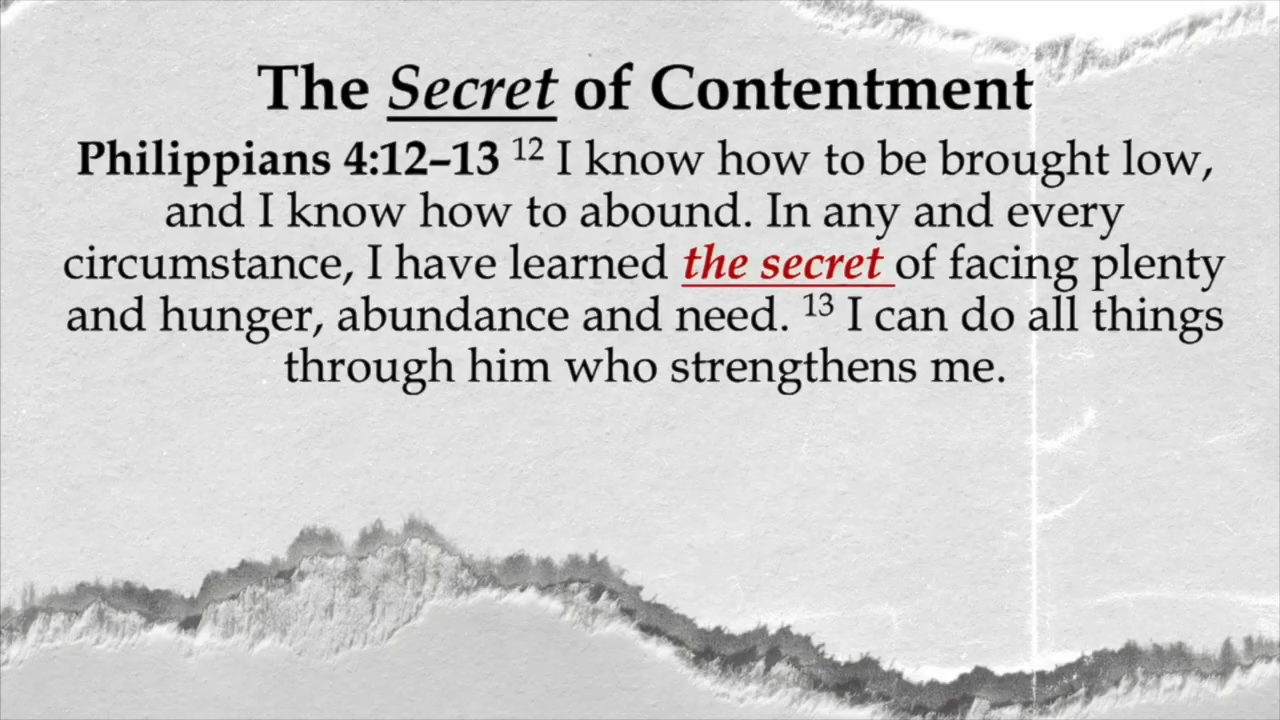 The Secret of Contentment
Philippians 4:12–13 ¹² I know how to be brought low,
and I know how to abound. In any and every
circumstance, I have learned the secret of facing plenty
and hunger, abundance and need. ¹³ I can do all things
through him who strengthens me.